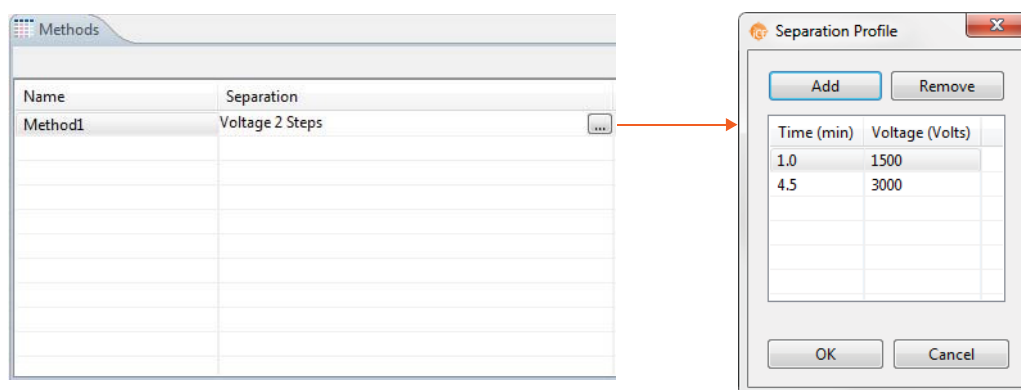 Methods
Name Separation
Method1 Voltage 2 Steps ...
Separation Profile
Add Remove
Time (min) Voltage (Volts)
1.0 1500
4.5 3000
OK Cancel